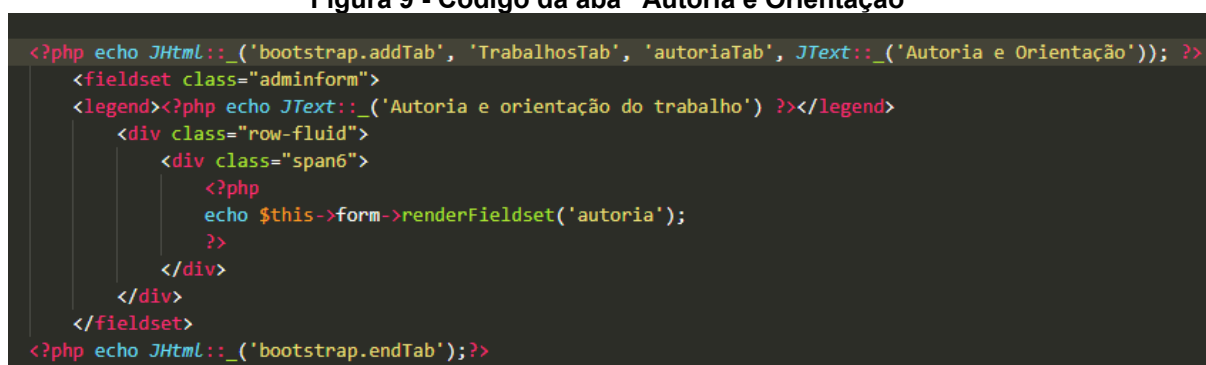 Figura 9 - Código da aba "Autoria e Orientação"
<?php echo JHtml::_('bootstrap.addTab', 'TrabalhosTab', 'autoriaTab', JText::_('Autoria e Orientação')); ?>
<fieldset class="adminform">
<legend><?php echo JText::_('Autoria e orientação do trabalho') ?></legend>
<div class="row-fluid">
<div class="span6">
<?php
echo $this->form->renderFieldset('autoria');
?>
</div>
</div>
</fieldset>
<?php echo JHtml::_('bootstrap.endTab');?>